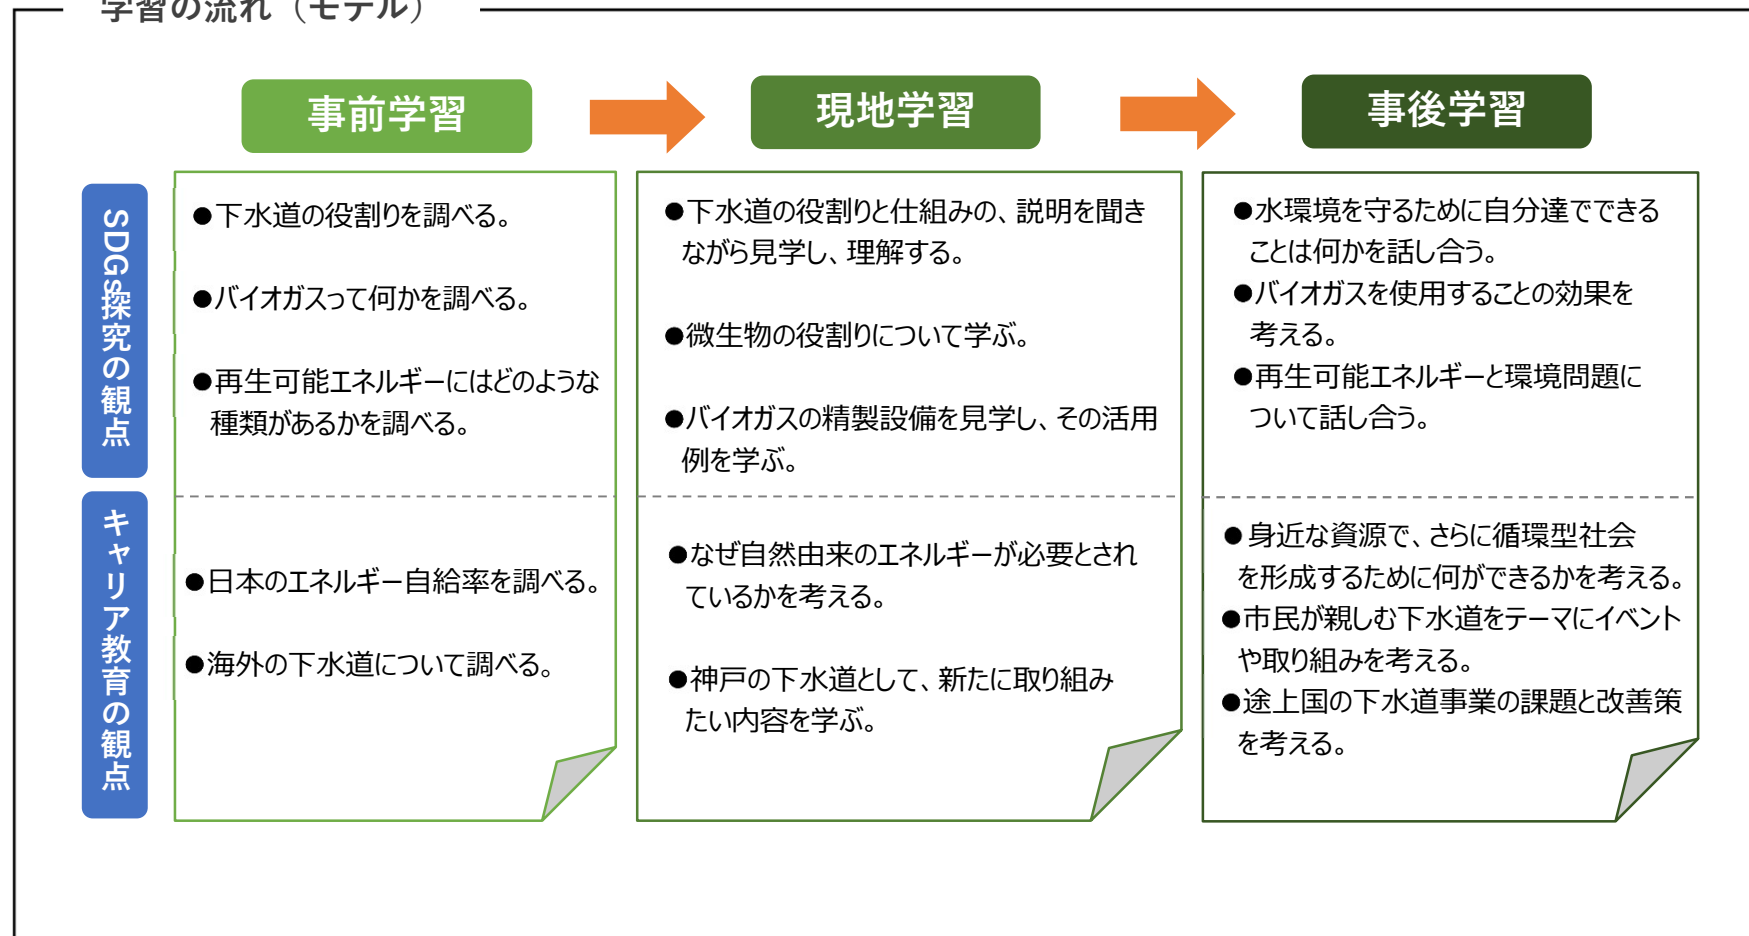 学習の流れ（モデル）
事前学習
現地学習
事後学習
SDGs探究の観点
●下水道の役割りを調べる。
●バイオガスって何かを調べる。
●再生可能エネルギーにはどのような
種類があるかを調べる。
●下水道の役割りと仕組みの、説明を聞き
ながら見学し、理解する。
●微生物の役割りについて学ぶ。
●バイオガスの精製設備を見学し、その活用
例を学ぶ。
●水環境を守るために自分達でできる
ことは何かを話し合う。
●バイオガスを使用することの効果を
考える。
●再生可能エネルギーと環境問題に
ついて話し合う。
キャリア教育の観点
●日本のエネルギー自給率を調べる。
●海外の下水道について調べる。
●なぜ自然由来のエネルギーが必要とされ
ているかを考える。
●神戸の下水道として、新たに取り組み
たい内容を学ぶ。
●身近な資源で、さらに循環型社会
を形成するために何ができるかを考える。
●市民が親しむ下水道をテーマにイベント
や取り組みを考える。
●途上国の下水道事業の課題と改善策
を考える。